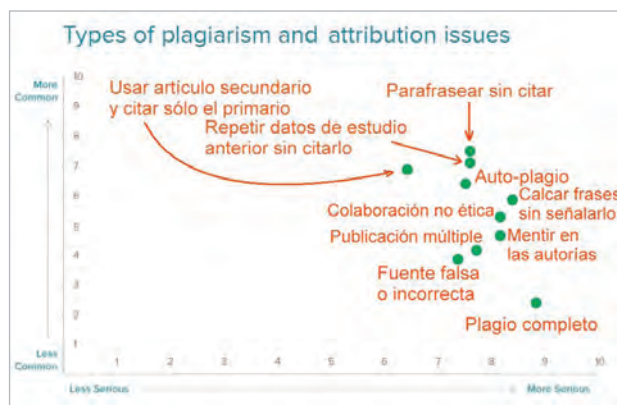 Types of plagiarism and attribution issues
More
Common
Less
Common
10
9
8
7
6
5
4
3
2
1
Usar artículo secundario
y citar sólo el primario
Parafrasear sin citar
Repetir datos de estudio
anterior sin citarlo
Auto-plagio
Calcar frases
sin señalarlo
Colaboración no ética
Publicación múltiple
Mentir en
las autorías
Fuente falsa
o incorrecta
Plagio completo
1
2
3
4
5
6
7
8
9
10
Less Serious
More Serious